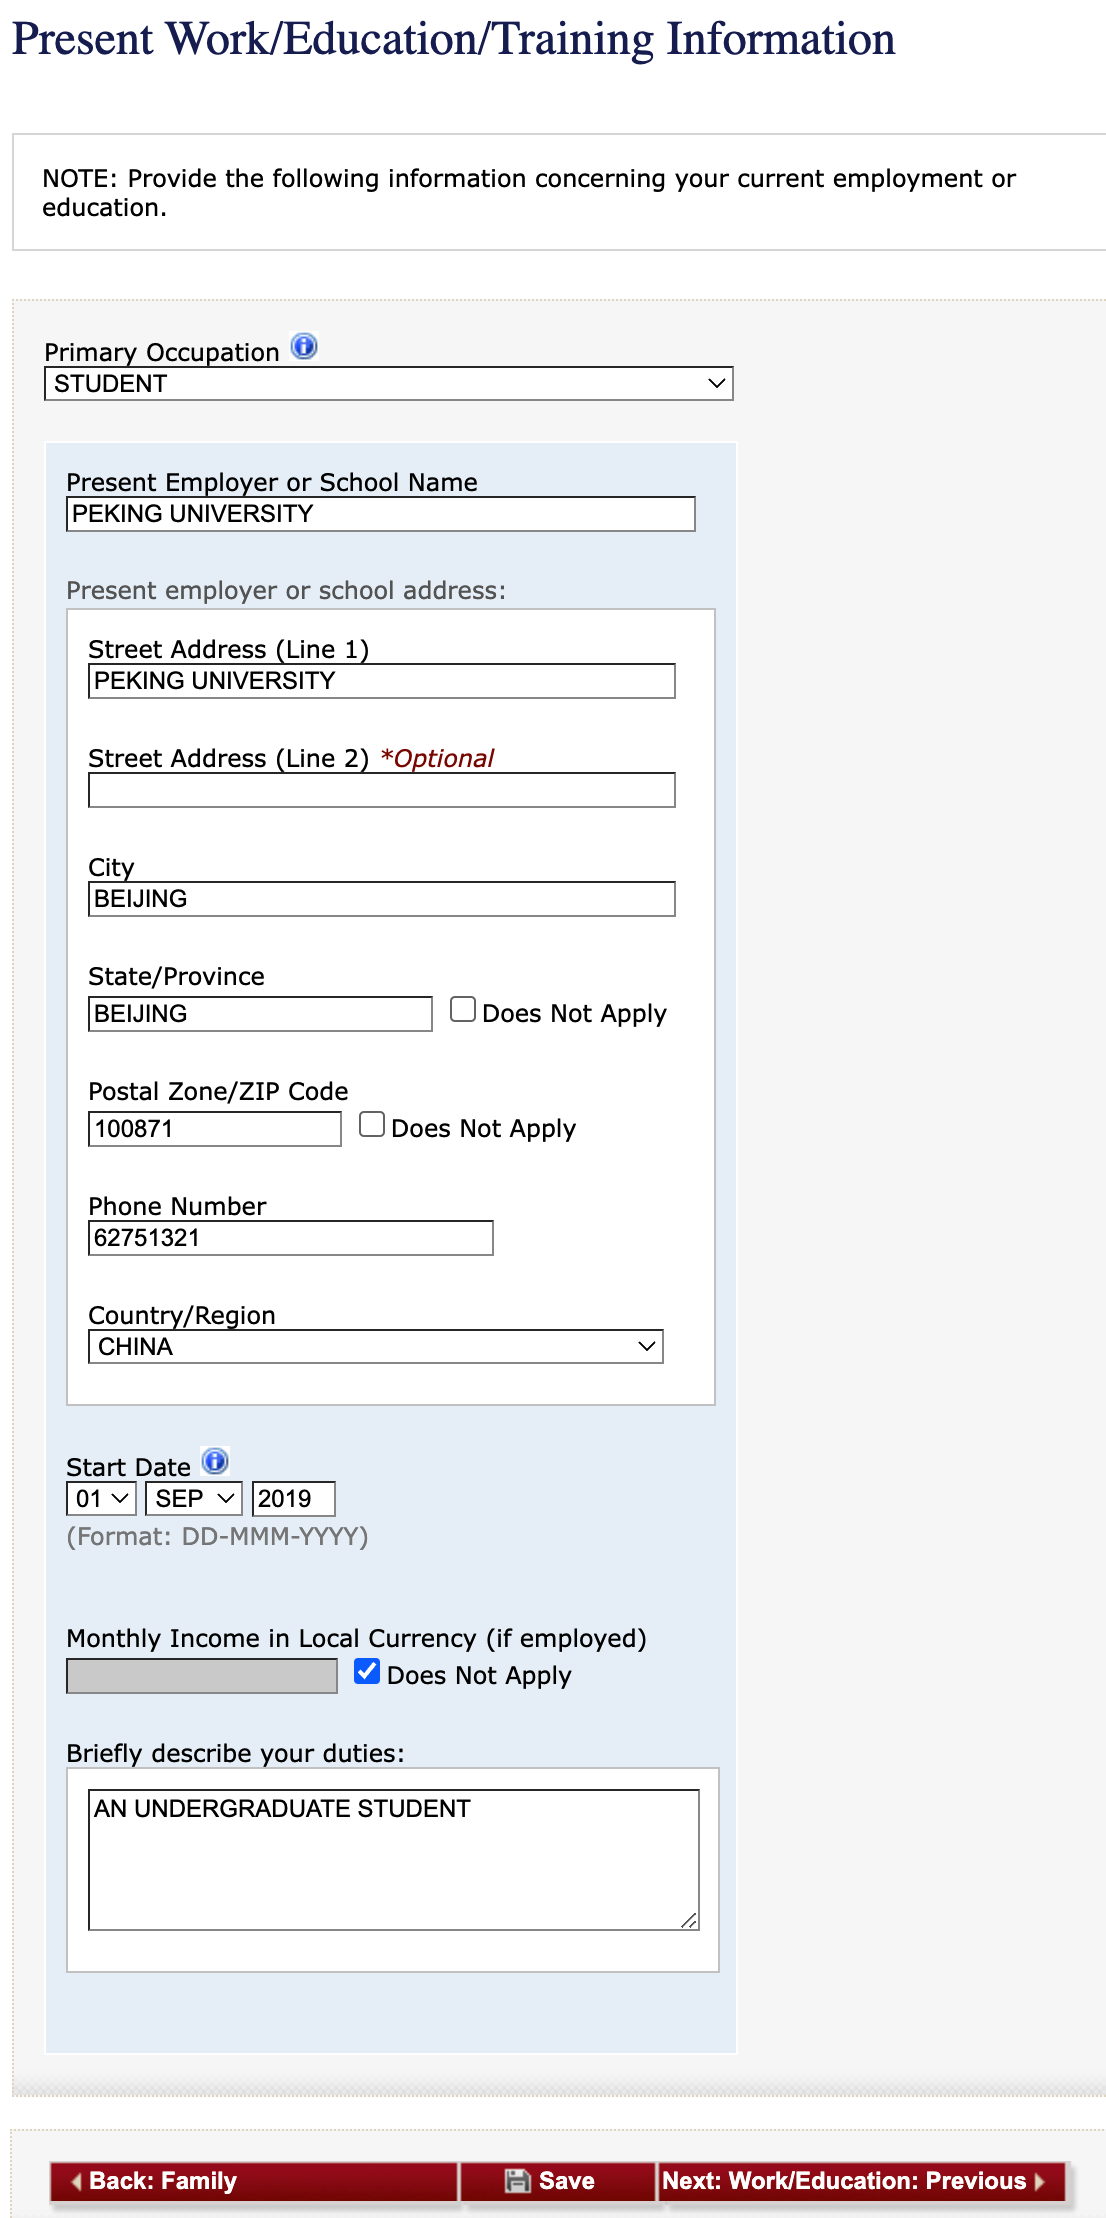 Present Work/Education/Training Information
NOTE: Provide the following information concerning your current employment or
education.
Primary Occupation
STUDENT
Present Employer or School Name
PEKING UNIVERSITY
Present employer or school address:
Street Address (Line 1)
PEKING UNIVERSITY
Street Address (Line 2) *Optional
City
BEIJING
State/Province
BEIJING Does Not Apply
Postal Zone/ZIP Code
100871 Does Not Apply
Phone Number
62751321
Country/Region
CHINA
Start Date
01 SEP 2019
(Format: DD-MMM-YYYY)
Monthly Income in Local Currency (if employed)
Does Not Apply
Briefly describe your duties:
AN UNDERGRADUATE STUDENT
Back: Family Save Next: Work/Education: Previous